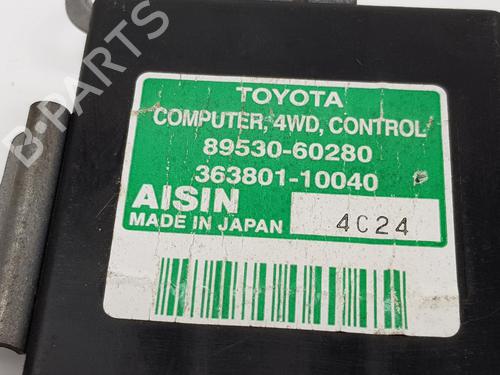 TOYOTA
COMPUTER, 4WD, CONTROL
89530-60280
363801-10040
AISIN
MADE IN JAPAN
4C24
B-PARTS